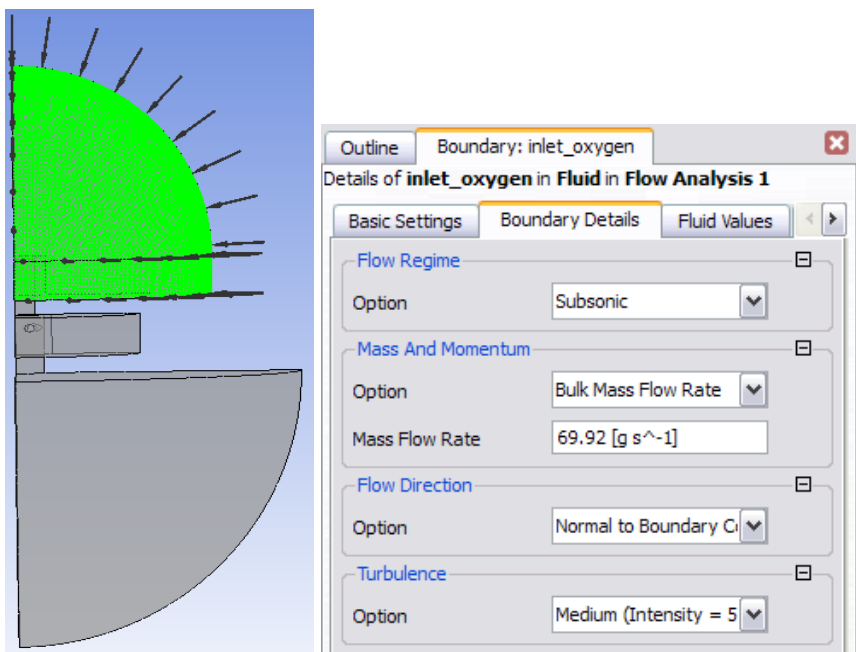 Outline
Boundary: inlet_oxygen
Details of inlet_oxygen in Fluid in Flow Analysis 1
Basic Settings
Boundary Details
Fluid Values
Flow Regime
Option
Subsonic
Mass And Momentum
Option
Bulk Mass Flow Rate
Mass Flow Rate
69.92 [g s^-1]
Flow Direction
Option
Normal to Boundary C
Turbulence
Option
Medium (Intensity = 5